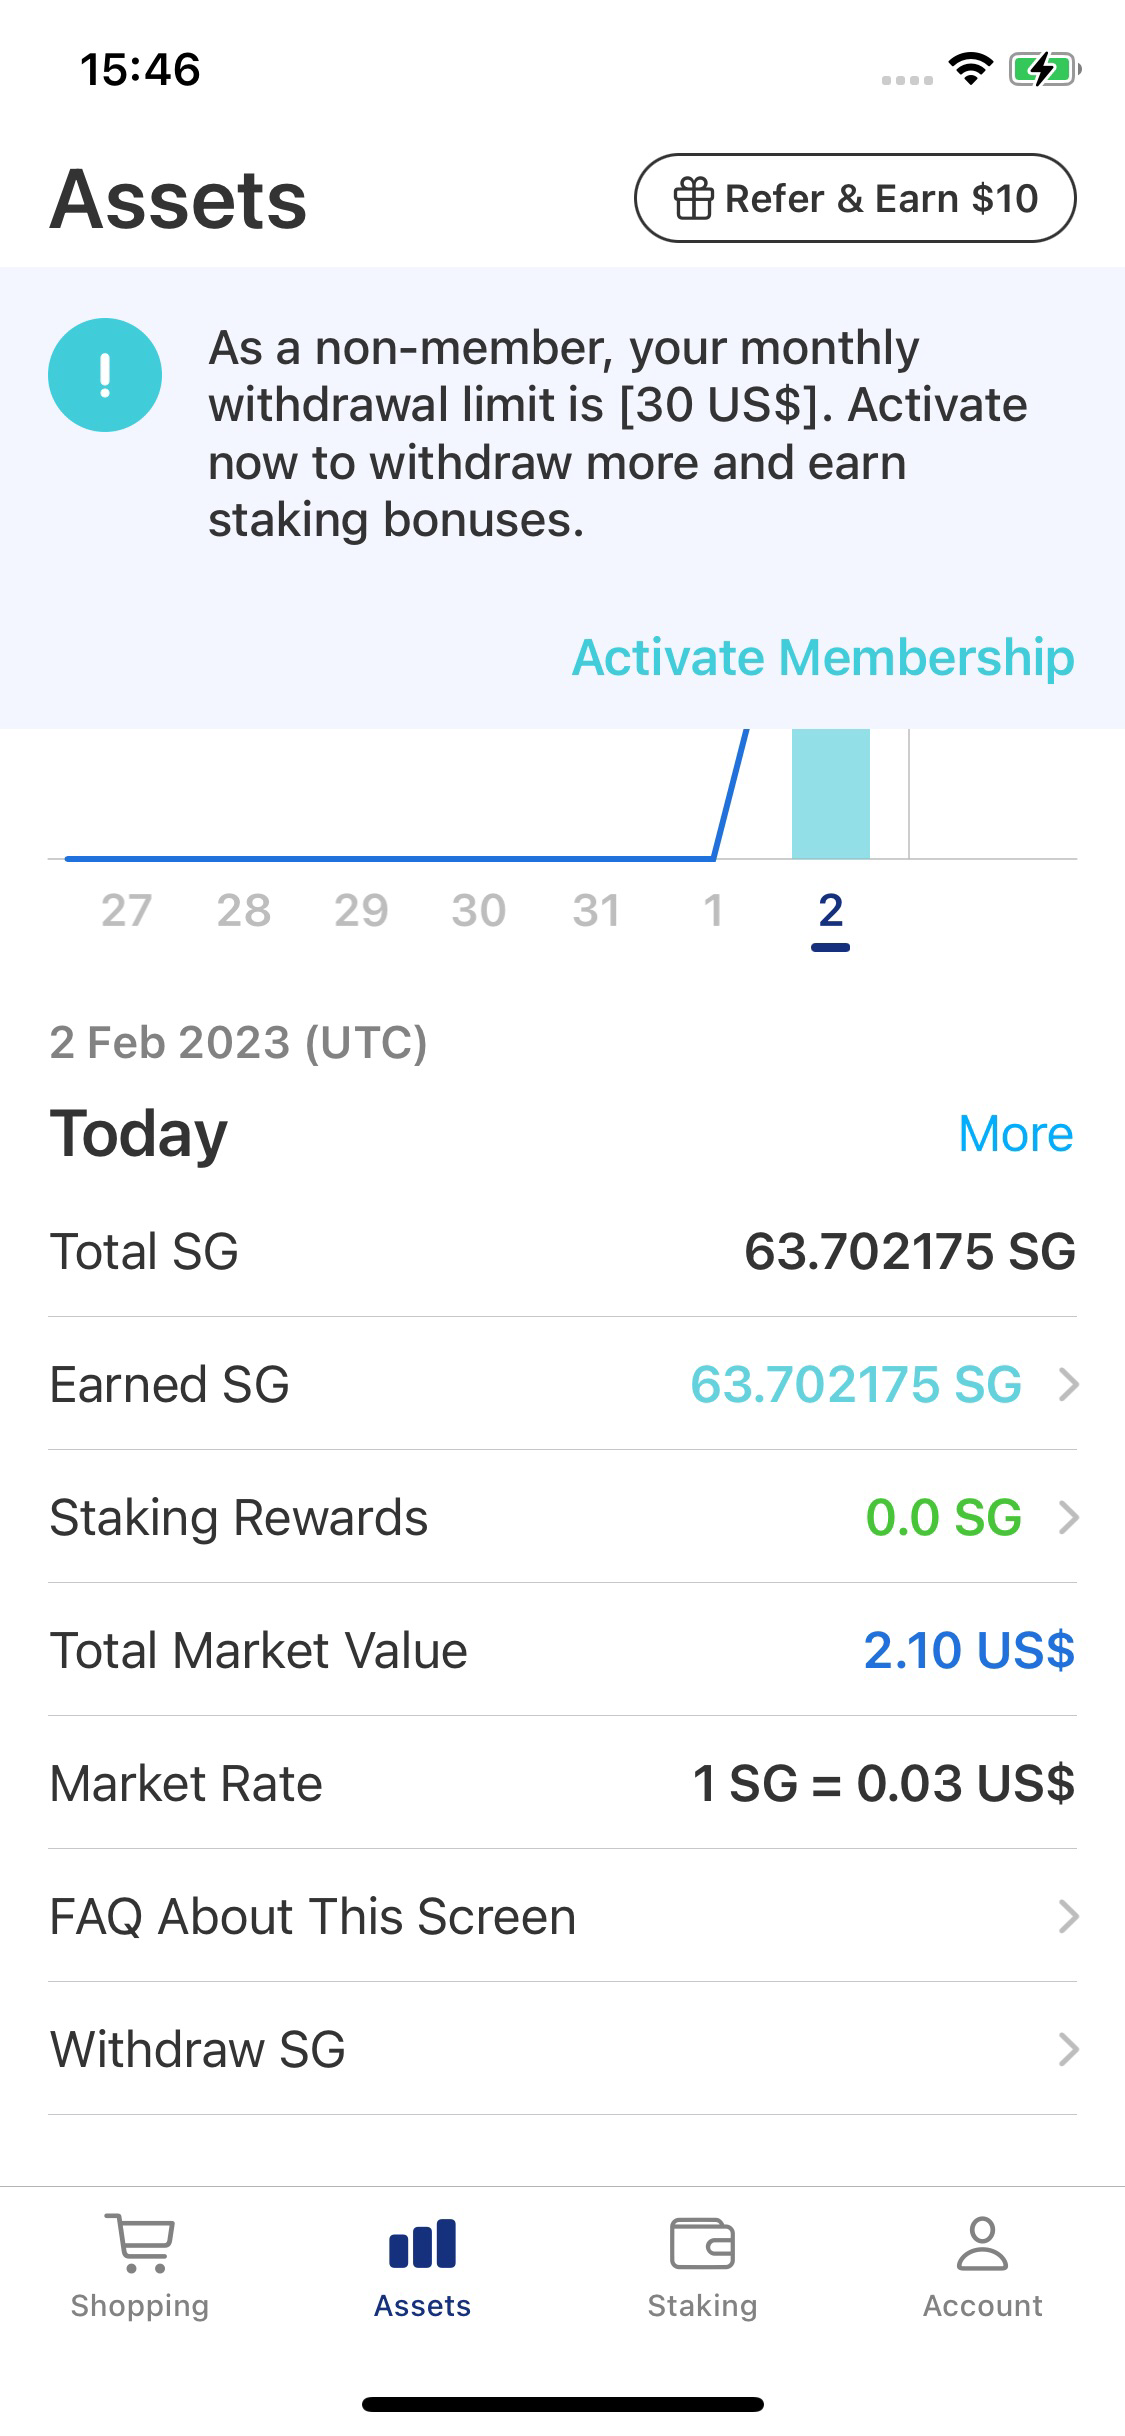 15:46
Assets
Refer & Earn $10
As a non-member, your monthly
withdrawal limit is [30 US$]. Activate
now to withdraw more and earn
staking bonuses.
Activate Membership
27 28 29 30 31 1 2
2 Feb 2023 (UTC)
Today More
Total SG 63.702175 SG
Earned SG 63.702175 SG
Staking Rewards 0.0 SG
Total Market Value 2.10 US$
Market Rate 1 SG = 0.03 US$
FAQ About This Screen
Withdraw SG
Shopping Assets Staking Account